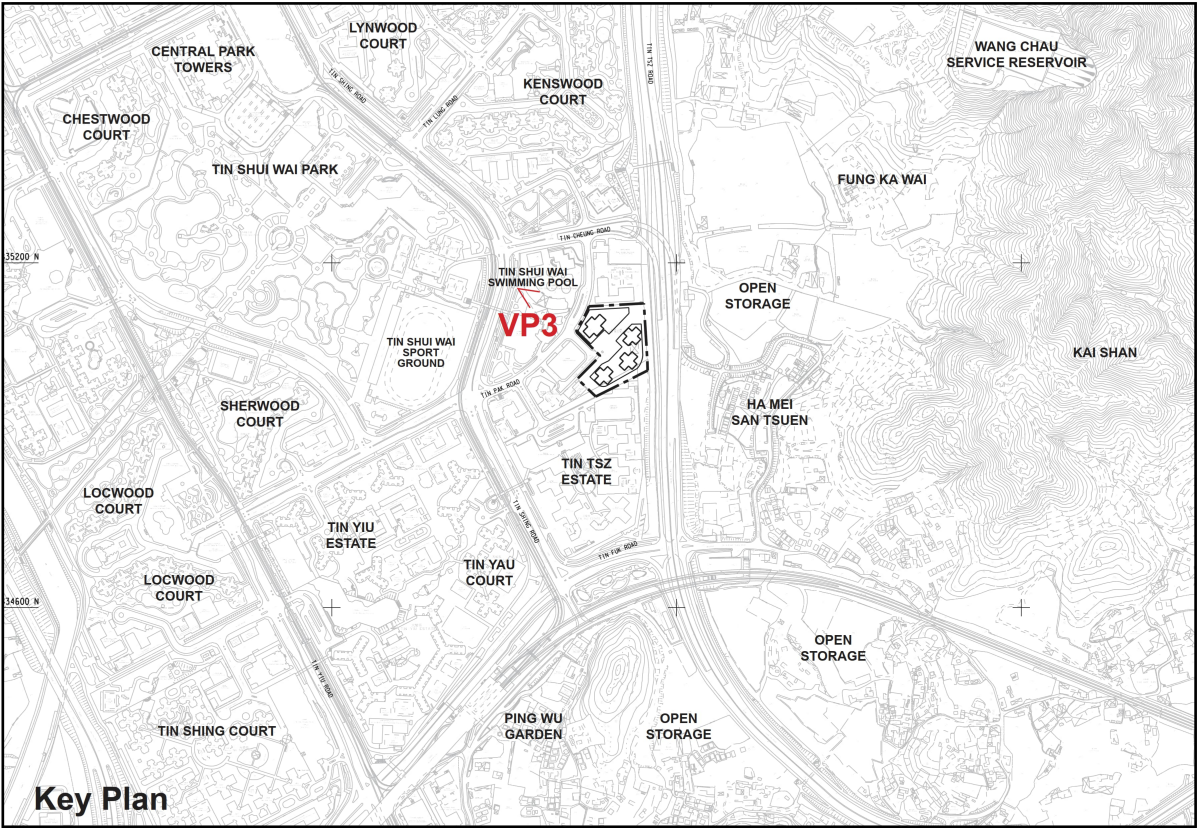 LYNWOOD
COURT
CENTRAL PARK
TOWERS
WANG CHAU
SERVICE RESERVOIR
TIN TSZ ROAD
TIN SHING ROAD
KENSWOOD
COURT
TIN LUNG ROAD
CHESTWOOD
COURT
TIN SHUI WAI PARK
FUNG KA WAI
TIN CHEUNG ROAD
35200 N
TIN SHUI WAI
SWIMMING POOL
OPEN
STORAGE
VP3
TIN SHUI WAI
SPORT
GROUND
KAI SHAN
TIN PAK ROAD
SHERWOOD
COURT
HA MEI
SAN TSUEN
TIN TSZ
ESTATE
LOCWOOD
COURT
TIN SHING ROAD
TIN YIU
ESTATE
TIN FUK ROAD
TIN YAU
COURT
LOCWOOD
COURT
34600 N
OPEN
STORAGE
TIN YIU ROAD
TIN SHING COURT
PING WU
GARDEN
OPEN
STORAGE
Key Plan